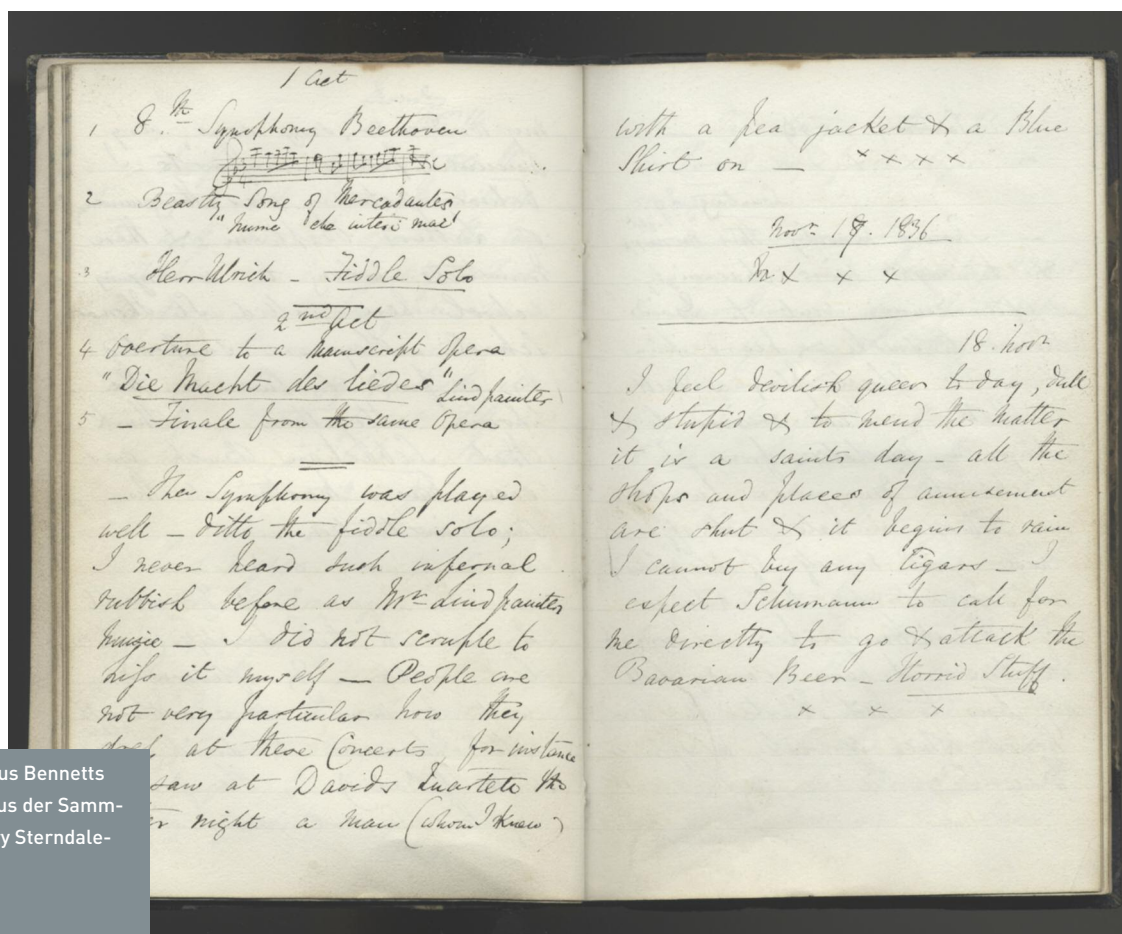 1 Act
1 8.th Symphony Beethoven
2 Beastly Song of Mercadantes
"Nume che interi mai"
3 Herr Ulrich – Fiddle Solo
2nd Act
4 Overture to a Manuscript Opera
"Die Macht des Liedes" Lindpainter
5 – Finale from the same Opera
– The Symphony was played
well – ditto the fiddle solo;
I never heard such infernal
rubbish before as Mr Lindpainter
music – I did not scruple to
hiss it myself – People are
not very particular how they
at these Concerts, for instance
saw at Davids Quartett the
night a man (whom I knew)
with a pea jacket & a Blue
Shirt on – x x x x
Novr 1836
x x x
18. Novr
I feel devilish queer to day, dull
& stupid & to mend the matter
it is a saints day – all the
shops and places of amusement
are shut & it begins to rain
I cannot buy any Cigars – I
expect Schumann to call for
me directly to go & attack the
Bavarian Beer – Horrid Stuff.
x x x
us Bennetts
us der Samm-
y Sterndale-